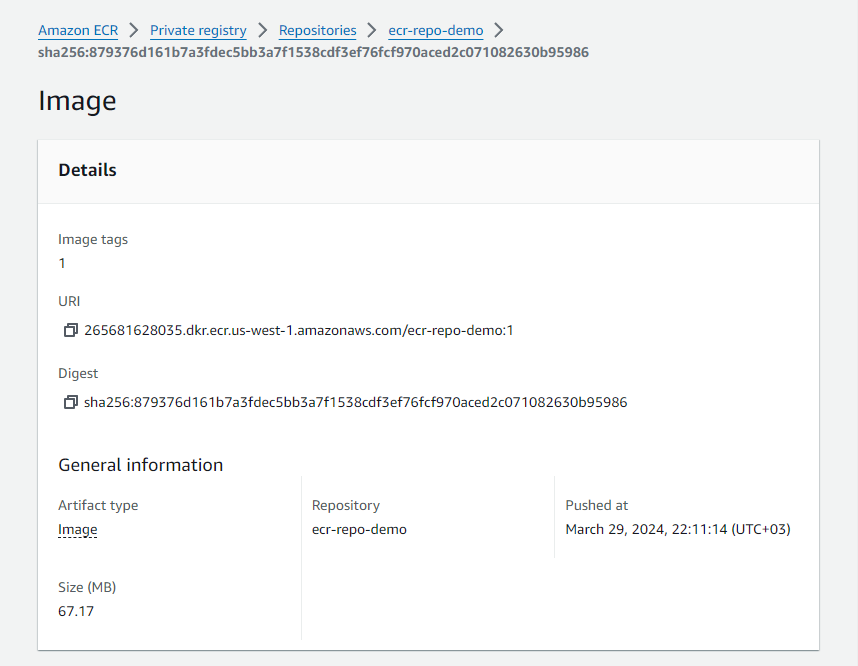 Amazon ECR > Private registry > Repositories > ecr-repo-demo >
sha256:879376d161b7a3fdec5bb3a7f1538cdf3ef76fcf970aced2c071082630b95986
Image
Details
Image tags
1
URI
265681628035.dkr.ecr.us-west-1.amazonaws.com/ecr-repo-demo:1
Digest
sha256:879376d161b7a3fdec5bb3a7f1538cdf3ef76fcf970aced2c071082630b95986
General information
Artifact type
Image
Repository
ecr-repo-demo
Pushed at
March 29, 2024, 22:11:14 (UTC+03)
Size (MB)
67.17